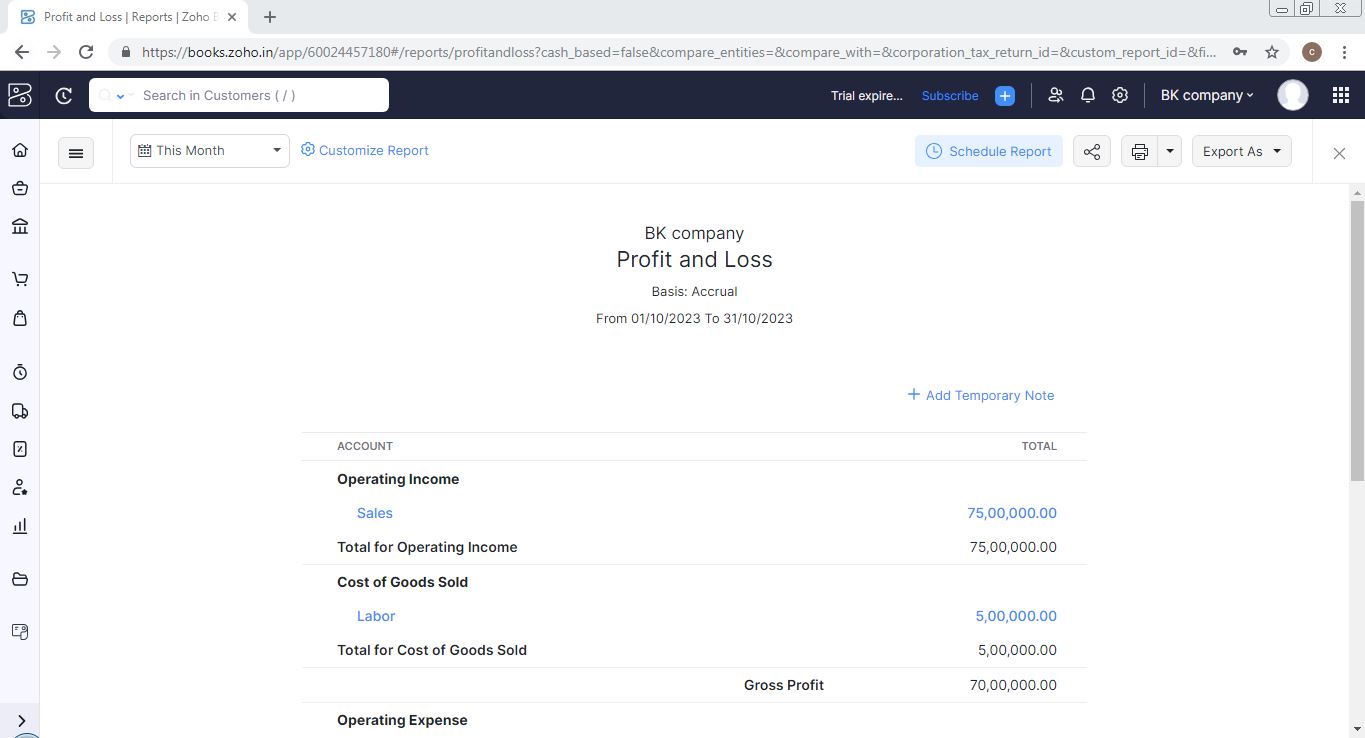 Profit and Loss | Reports | Zoho B
https://books.zoho.in/app/60024457180#/reports/profitandloss?cash_based=false&compare_entities=&compare_with=&corporation_tax_return_id=&custom_report_id=&fi...
C
Search in Customers ( / )
Trial expire... Subscribe BK company
This Month Customize Report Schedule Report Export As
BK company
Profit and Loss
Basis: Accrual
From 01/10/2023 To 31/10/2023
Add Temporary Note
ACCOUNT TOTAL
Operating Income
Sales 75,00,000.00
Total for Operating Income 75,00,000.00
Cost of Goods Sold
Labor 5,00,000.00
Total for Cost of Goods Sold 5,00,000.00
Gross Profit 70,00,000.00
Operating Expense